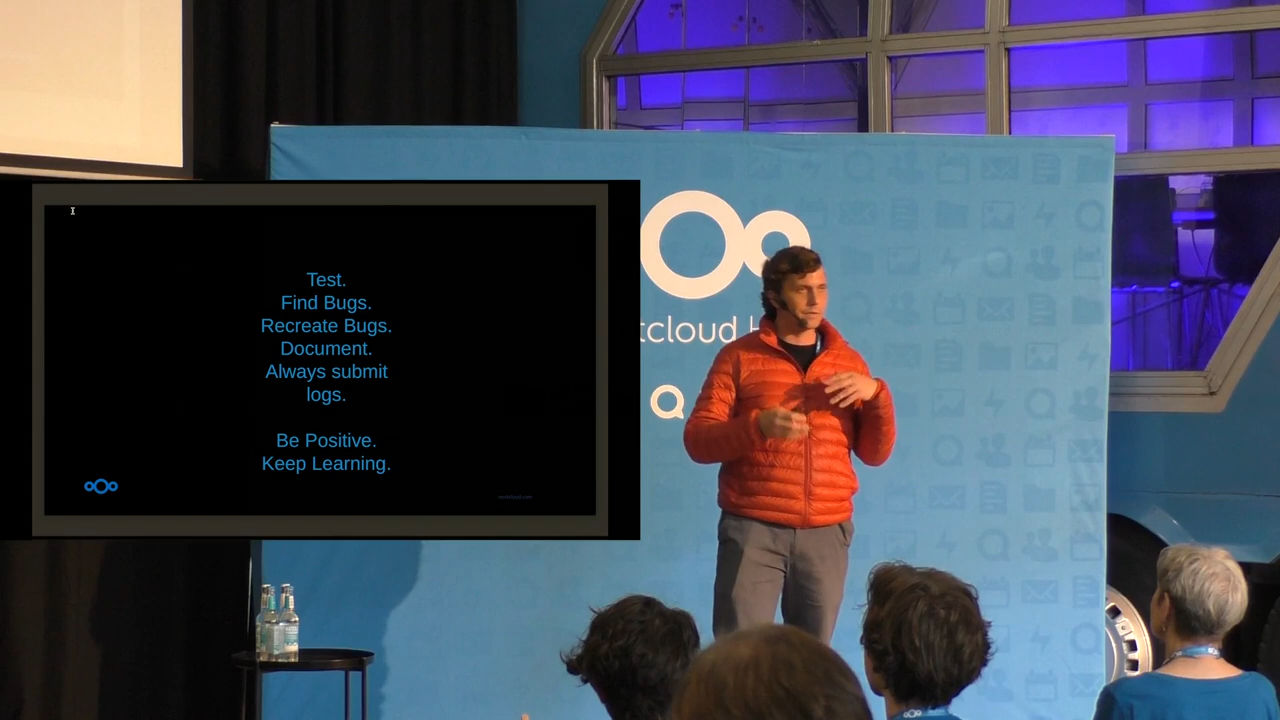 Test.
Find Bugs.
Recreate Bugs.
Document.
Always submit
logs.
Be Positive.
Keep Learning.
tcloud